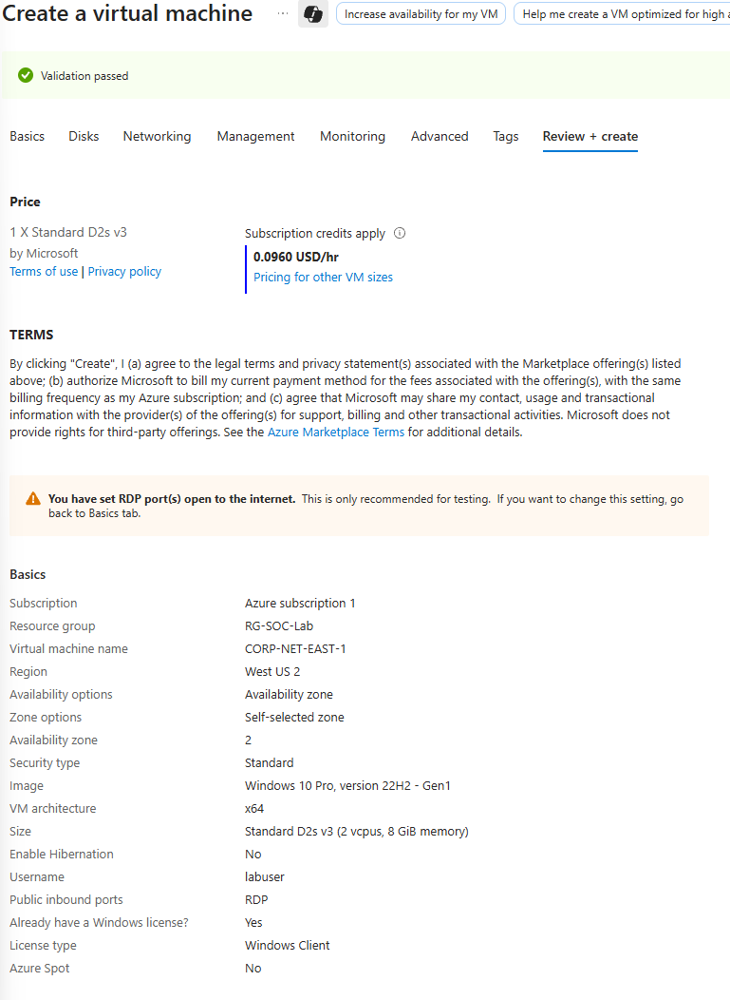 Create a virtual machine ... Increase availability for my VM Help me create a VM optimized for high
Validation passed
Basics Disks Networking Management Monitoring Advanced Tags Review + create
Price
1 X Standard D2s v3 Subscription credits apply
by Microsoft 0.0960 USD/hr
Terms of use | Privacy policy Pricing for other VM sizes
TERMS
By clicking "Create", I (a) agree to the legal terms and privacy statement(s) associated with the Marketplace offering(s) listed
above; (b) authorize Microsoft to bill my current payment method for the fees associated with the offering(s), with the same
billing frequency as my Azure subscription; and (c) agree that Microsoft may share my contact, usage and transactional
information with the provider(s) of the offering(s) for support, billing and other transactional activities. Microsoft does not
provide rights for third-party offerings. See the Azure Marketplace Terms for additional details.
You have set RDP port(s) open to the internet. This is only recommended for testing. If you want to change this setting, go
back to Basics tab.
Basics
Subscription Azure subscription 1
Resource group RG-SOC-Lab
Virtual machine name CORP-NET-EAST-1
Region West US 2
Availability options Availability zone
Zone options Self-selected zone
Availability zone 2
Security type Standard
Image Windows 10 Pro, version 22H2 - Gen1
VM architecture x64
Size Standard D2s v3 (2 vcpus, 8 GiB memory)
Enable Hibernation No
Username labuser
Public inbound ports RDP
Already have a Windows license? Yes
License type Windows Client
Azure Spot No